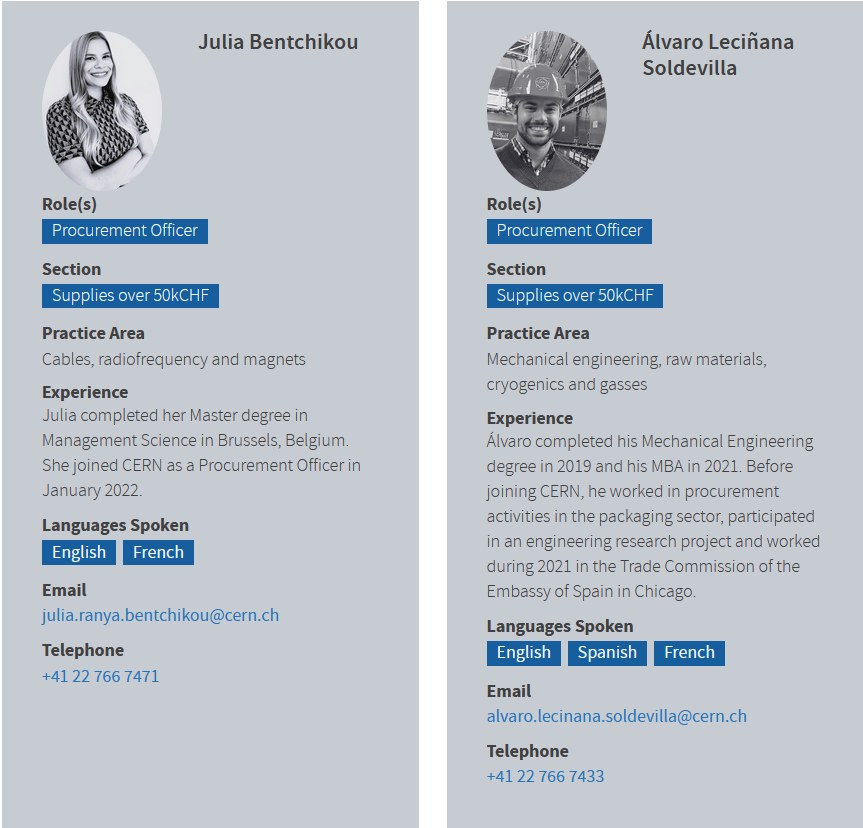 Julia Bentchikou
Role(s)
Procurement Officer
Section
Supplies over 50kCHF
Practice Area
Cables, radiofrequency and magnets
Experience
Julia completed her Master degree in
Management Science in Brussels, Belgium.
She joined CERN as a Procurement Officer in
January 2022.
Languages Spoken
English French
Email
julia.ranya.bentchikou@cern.ch
Telephone
+41 22 766 7471
Álvaro Leciñana
Soldevilla
Role(s)
Procurement Officer
Section
Supplies over 50kCHF
Practice Area
Mechanical engineering, raw materials,
cryogenics and gasses
Experience
Álvaro completed his Mechanical Engineering
degree in 2019 and his MBA in 2021. Before
joining CERN, he worked in procurement
activities in the packaging sector, participated
in an engineering research project and worked
during 2021 in the Trade Commission of the
Embassy of Spain in Chicago.
Languages Spoken
English Spanish French
Email
alvaro.lecinana.soldevilla@cern.ch
Telephone
+41 22 766 7433